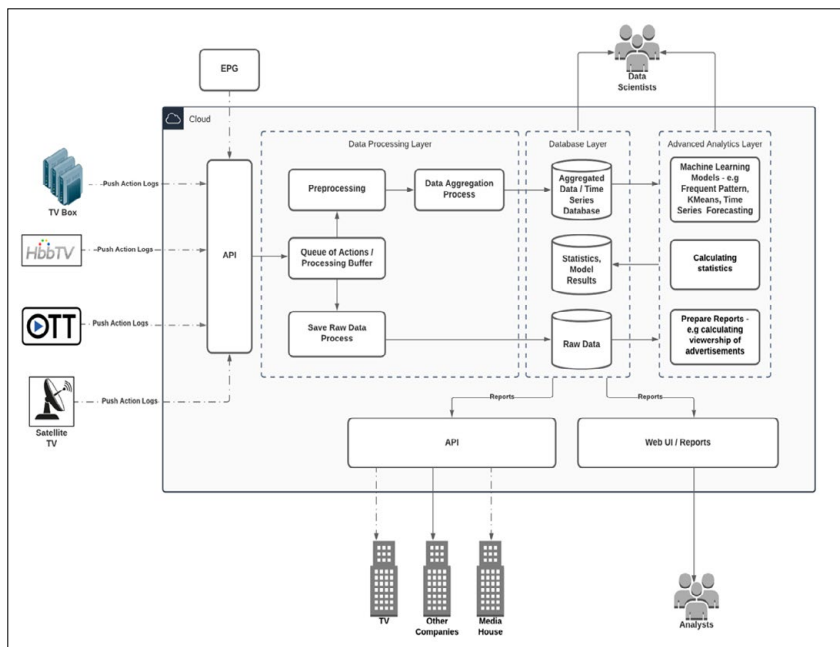 EPG
Data
Scientists
Cloud
TV Box
Push Action Logs
HbbTV
Push Action Logs
OTT
Push Action Logs
Satellite
TV
Push Action Logs
API
Data Processing Layer
Preprocessing
Data Aggregation
Process
Queue of Actions /
Processing Buffer
Save Raw Data
Process
Database Layer
Aggregated
Data / Time
Series
Database
Statistics,
Model
Results
Raw Data
Advanced Analytics Layer
Machine Learning
Models - e.g
Frequent Pattern,
KMeans, Time
Series Forecasting
Calculating
statistics
Prepare Reports -
e.g calculating
viewership of
advertisements
Reports
Reports
API
Web UI / Reports
TV
Other
Companies
Media
House
Analysts